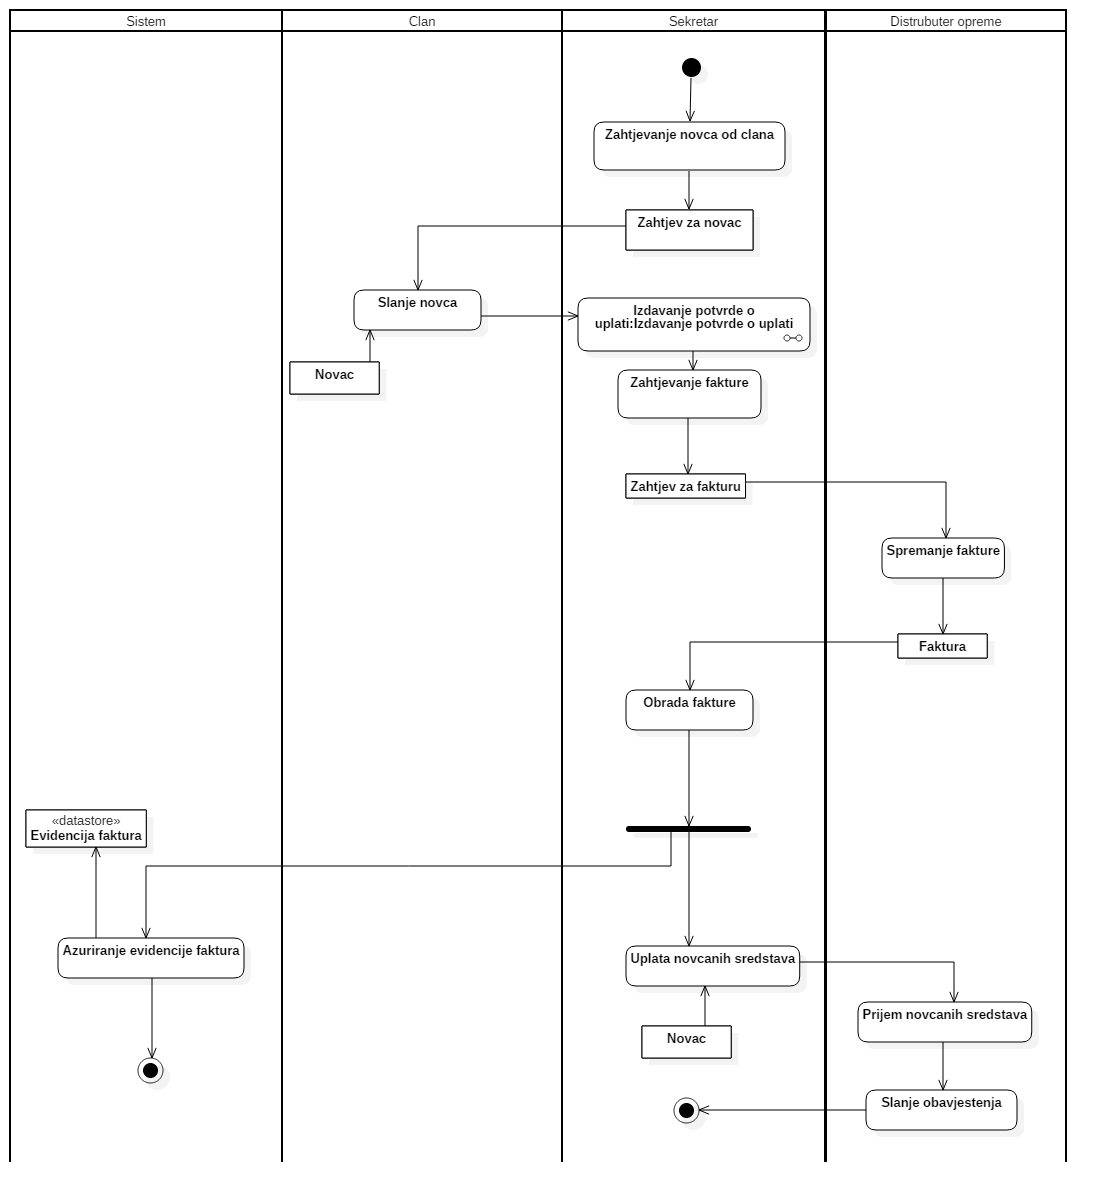 Sistem
Clan
Sekretar
Distrubuter opreme
Zahtjevanje novca od clana
Zahtjev za novac
Slanje novca
Izdavanje potvrde o
uplati:Izdavanje potvrde o uplati
Novac
Zahtjevanje fakture
Zahtjev za fakturu
Spremanje fakture
Faktura
Obrada fakture
«datastore»
Evidencija faktura
Azuriranje evidencije faktura
Uplata novcanih sredstava
Prijem novcanih sredstava
Novac
Slanje obavjestenja